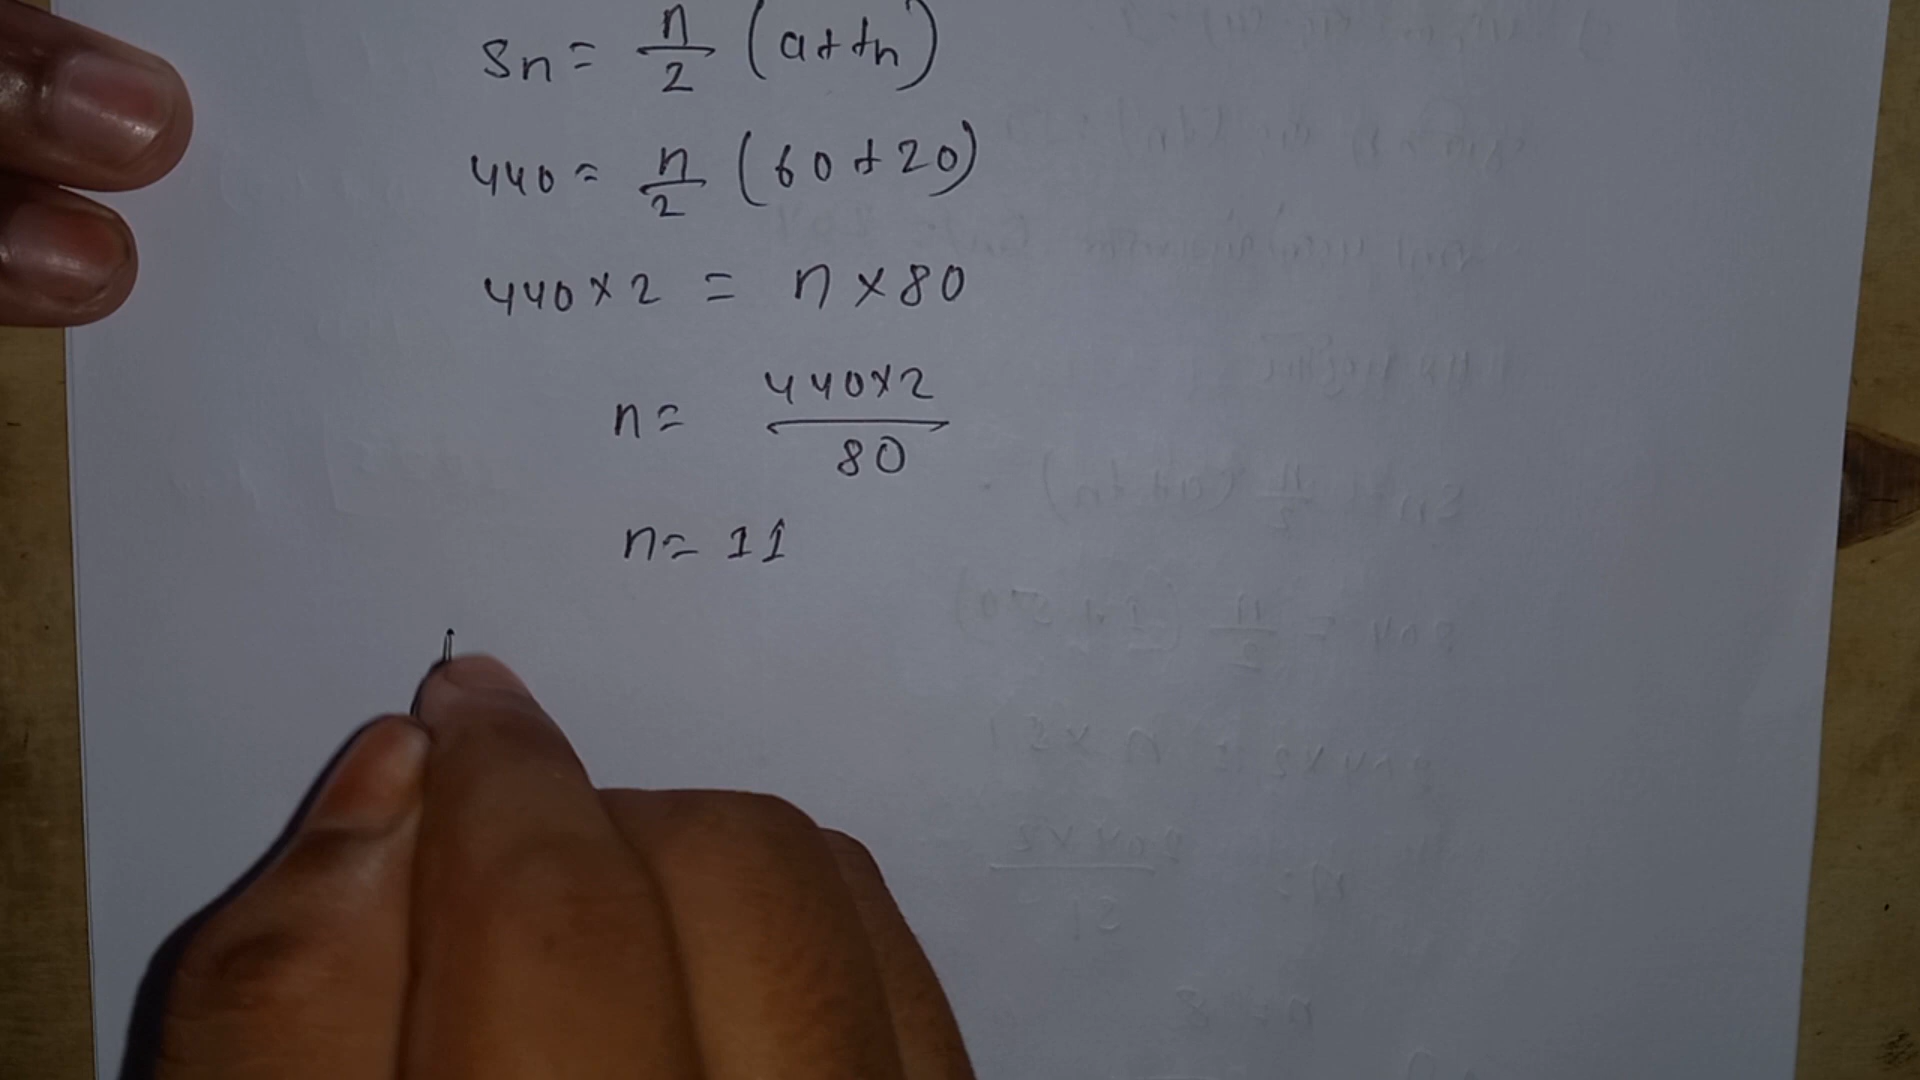 Sn = n/2 (a+tn)
440 = n/2 (60+20)
440×2 = n×80
n = 440×2/80
n = 11